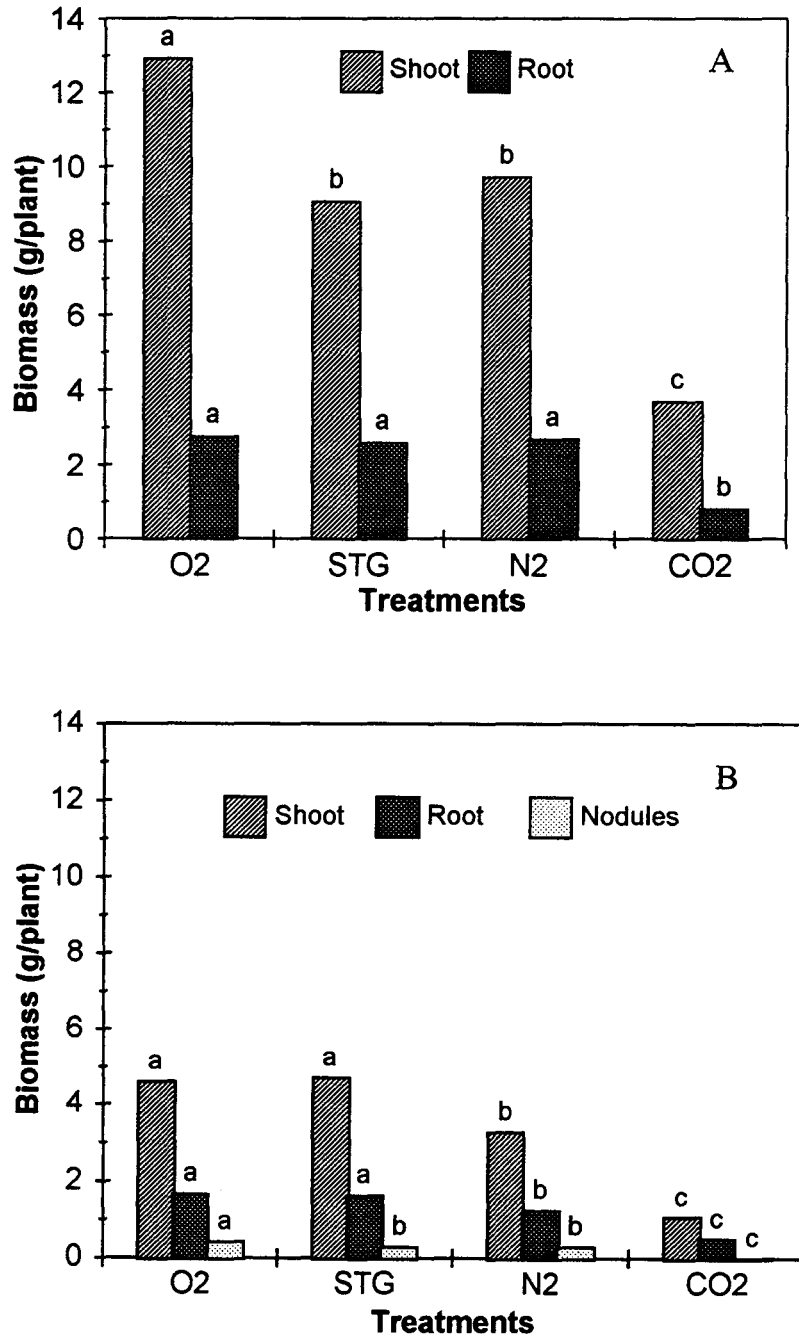 14
12
10
8
6
4
2
0
Biomass (g/plant)
Shoot Root
A
a
a
b
a
b
a
c
b
O2 STG N2 CO2
Treatments
14
12
10
8
6
4
2
0
Biomass (g/plant)
B
Shoot Root Nodules
a
a
a
a
a
b
b
b
b
c
c
c
O2 STG N2 CO2
Treatments